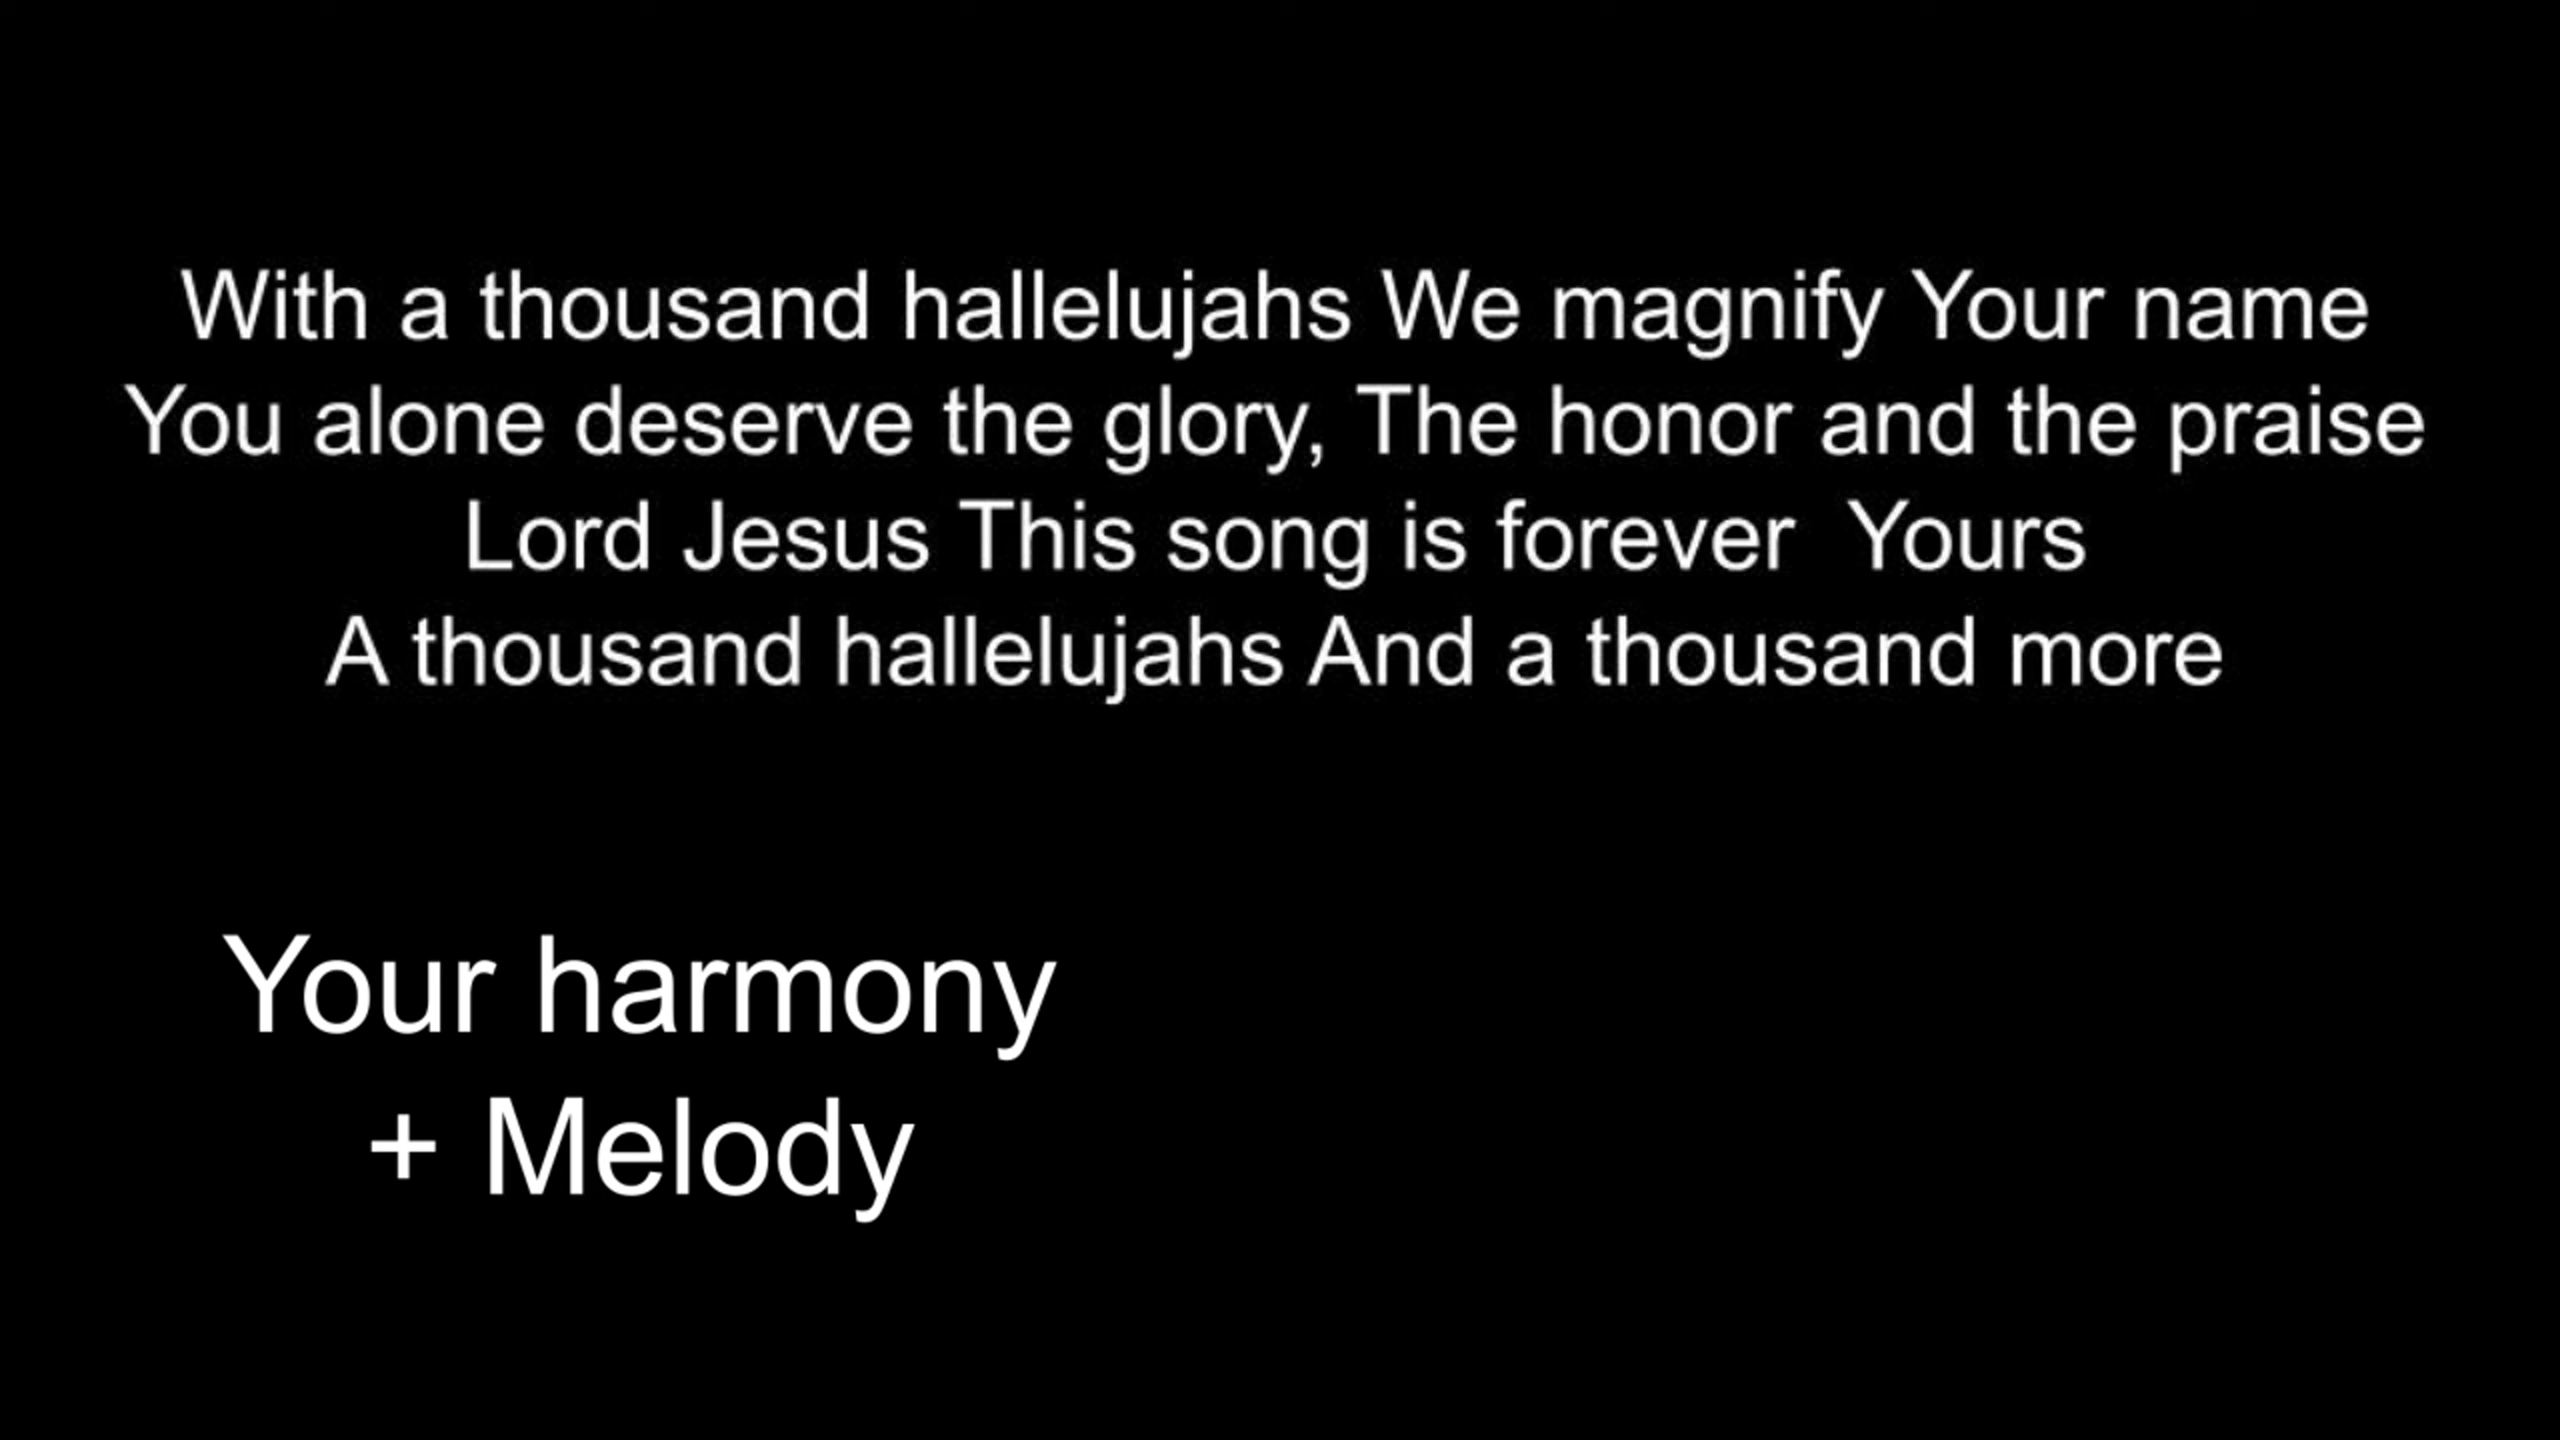 With a thousand hallelujahs We magnify Your name
You alone deserve the glory, The honor and the praise
Lord Jesus This song is forever  Yours
A thousand hallelujahs And a thousand more
Your harmony
+ Melody